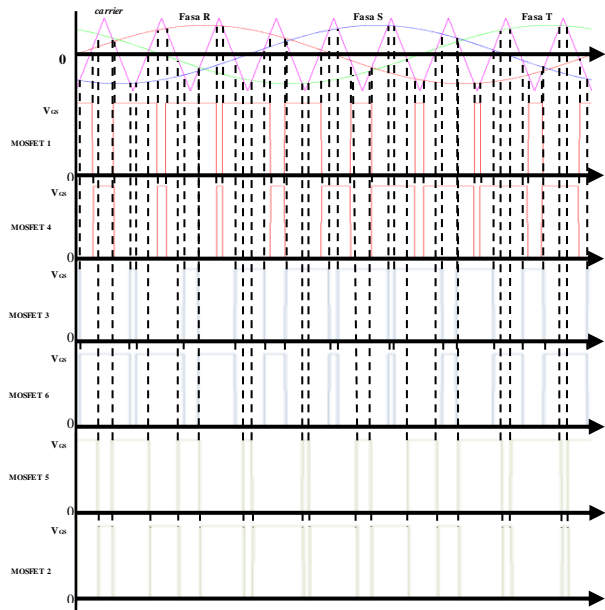 carrier
Fasa R
Fasa S
Fasa T
0
VGS
MOSFET 1
0
VGS
MOSFET 4
0
VGS
MOSFET 3
0
VGS
MOSFET 6
0
VGS
MOSFET 5
0
VGS
MOSFET 2
0